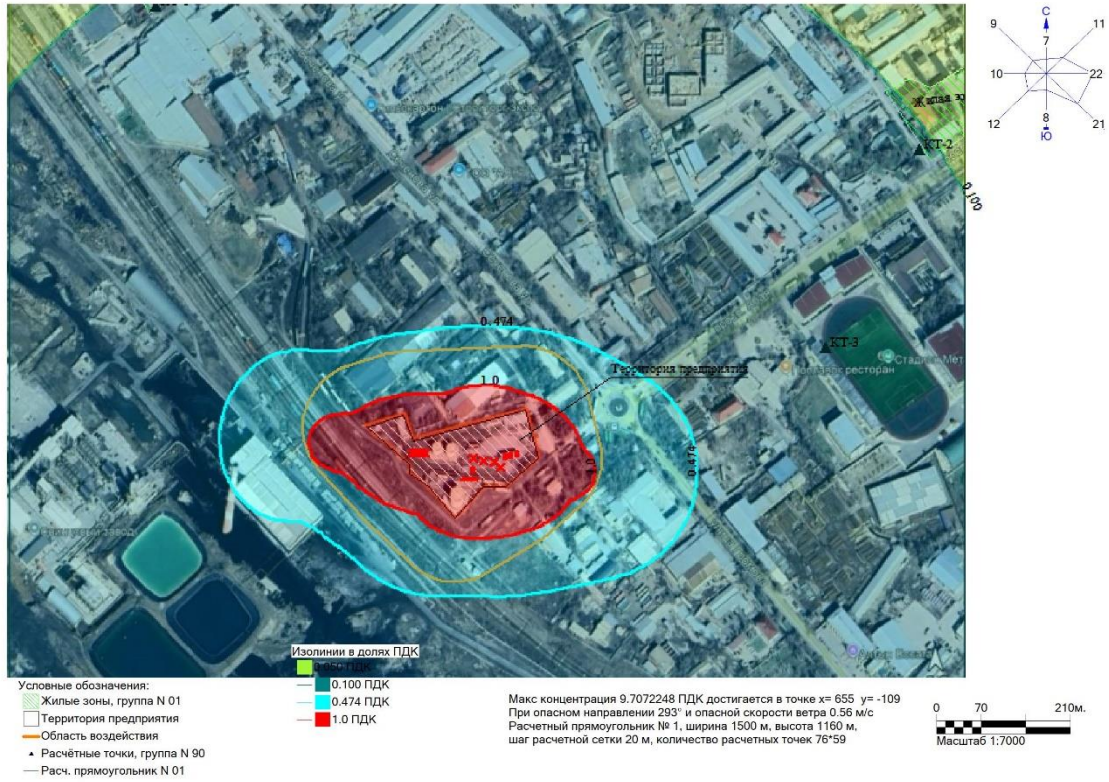 С
9
11
7
10
22
12
8
21
Ю
КТ-2
0.100
0.474
КТ-3
Территория предприятия
ресторан
1.0
1.0
0.474
Изолинии в долях ПДК
0.050 ПДК
0.100 ПДК
0.474 ПДК
1.0 ПДК
Условные обозначения:
Жилые зоны, группа N 01
Территория предприятия
Область воздействия
Расчётные точки, группа N 90
Расч. прямоугольник N 01
Макс концентрация 9.7072248 ПДК достигается в точке x= 655 y= -109
При опасном направлении 293° и опасной скорости ветра 0.56 м/с
Расчетный прямоугольник № 1, ширина 1500 м, высота 1160 м,
шаг расчетной сетки 20 м, количество расчетных точек 76*59
0 70 210м.
Масштаб 1:7000